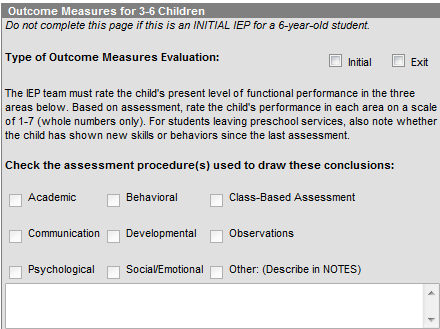 Outcome Measures for 3-6 Children
Do not complete this page if this is an INITIAL IEP for a 6-year-old student.
Type of Outcome Measures Evaluation: Initial Exit
The IEP team must rate the child's present level of functional performance in the three
areas below. Based on assessment, rate the child's performance in each area on a scale
of 1-7 (whole numbers only). For students leaving preschool services, also note whether
the child has shown new skills or behaviors since the last assessment.
Check the assessment procedure(s) used to draw these conclusions:
Academic Behavioral Class-Based Assessment
Communication Developmental Observations
Psychological Social/Emotional Other: (Describe in NOTES)